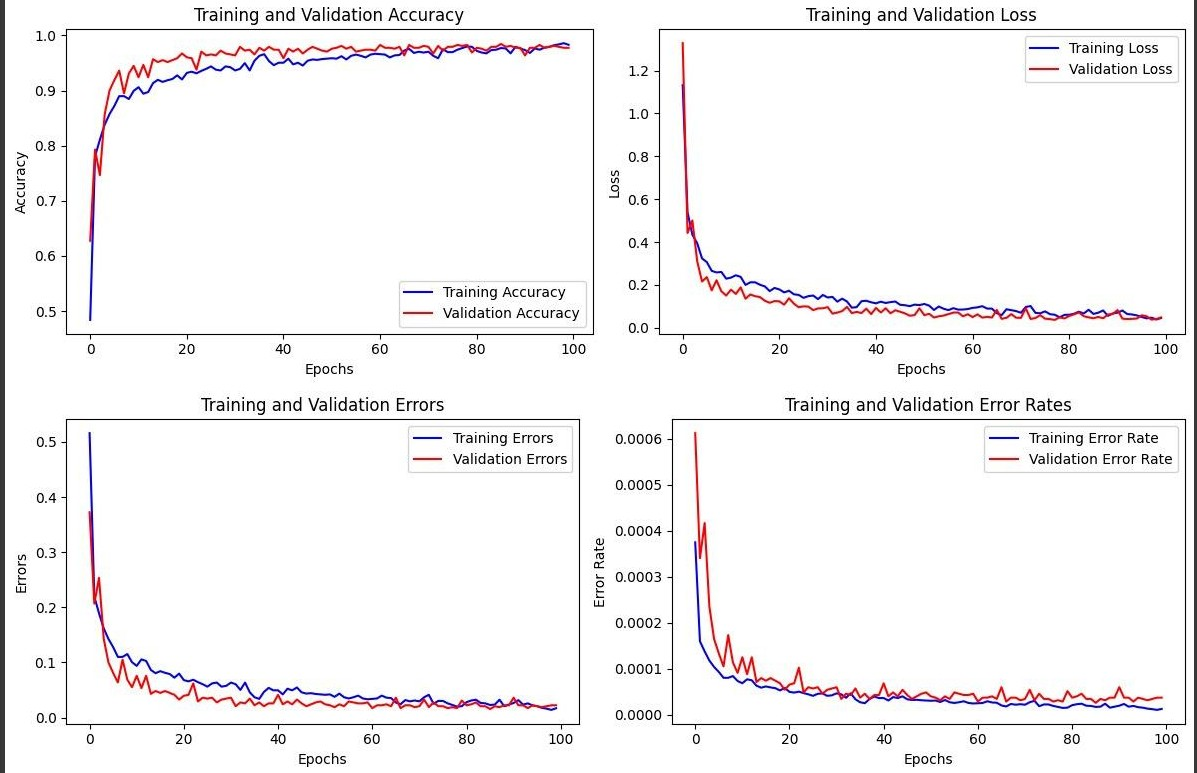 Training and Validation Accuracy
1.0
0.9
0.8
0.7
0.6
0.5
Accuracy
Training Accuracy
Validation Accuracy
0
20
40
60
80
100
Epochs
Training and Validation Loss
1.2
1.0
0.8
0.6
0.4
0.2
0.0
Loss
Training Loss
Validation Loss
0
20
40
60
80
100
Epochs
Training and Validation Errors
0.5
0.4
0.3
0.2
0.1
0.0
Errors
Training Errors
Validation Errors
0
20
40
60
80
100
Epochs
Training and Validation Error Rates
0.0006
0.0005
0.0004
0.0003
0.0002
0.0001
0.0000
Error Rate
Training Error Rate
Validation Error Rate
0
20
40
60
80
100
Epochs